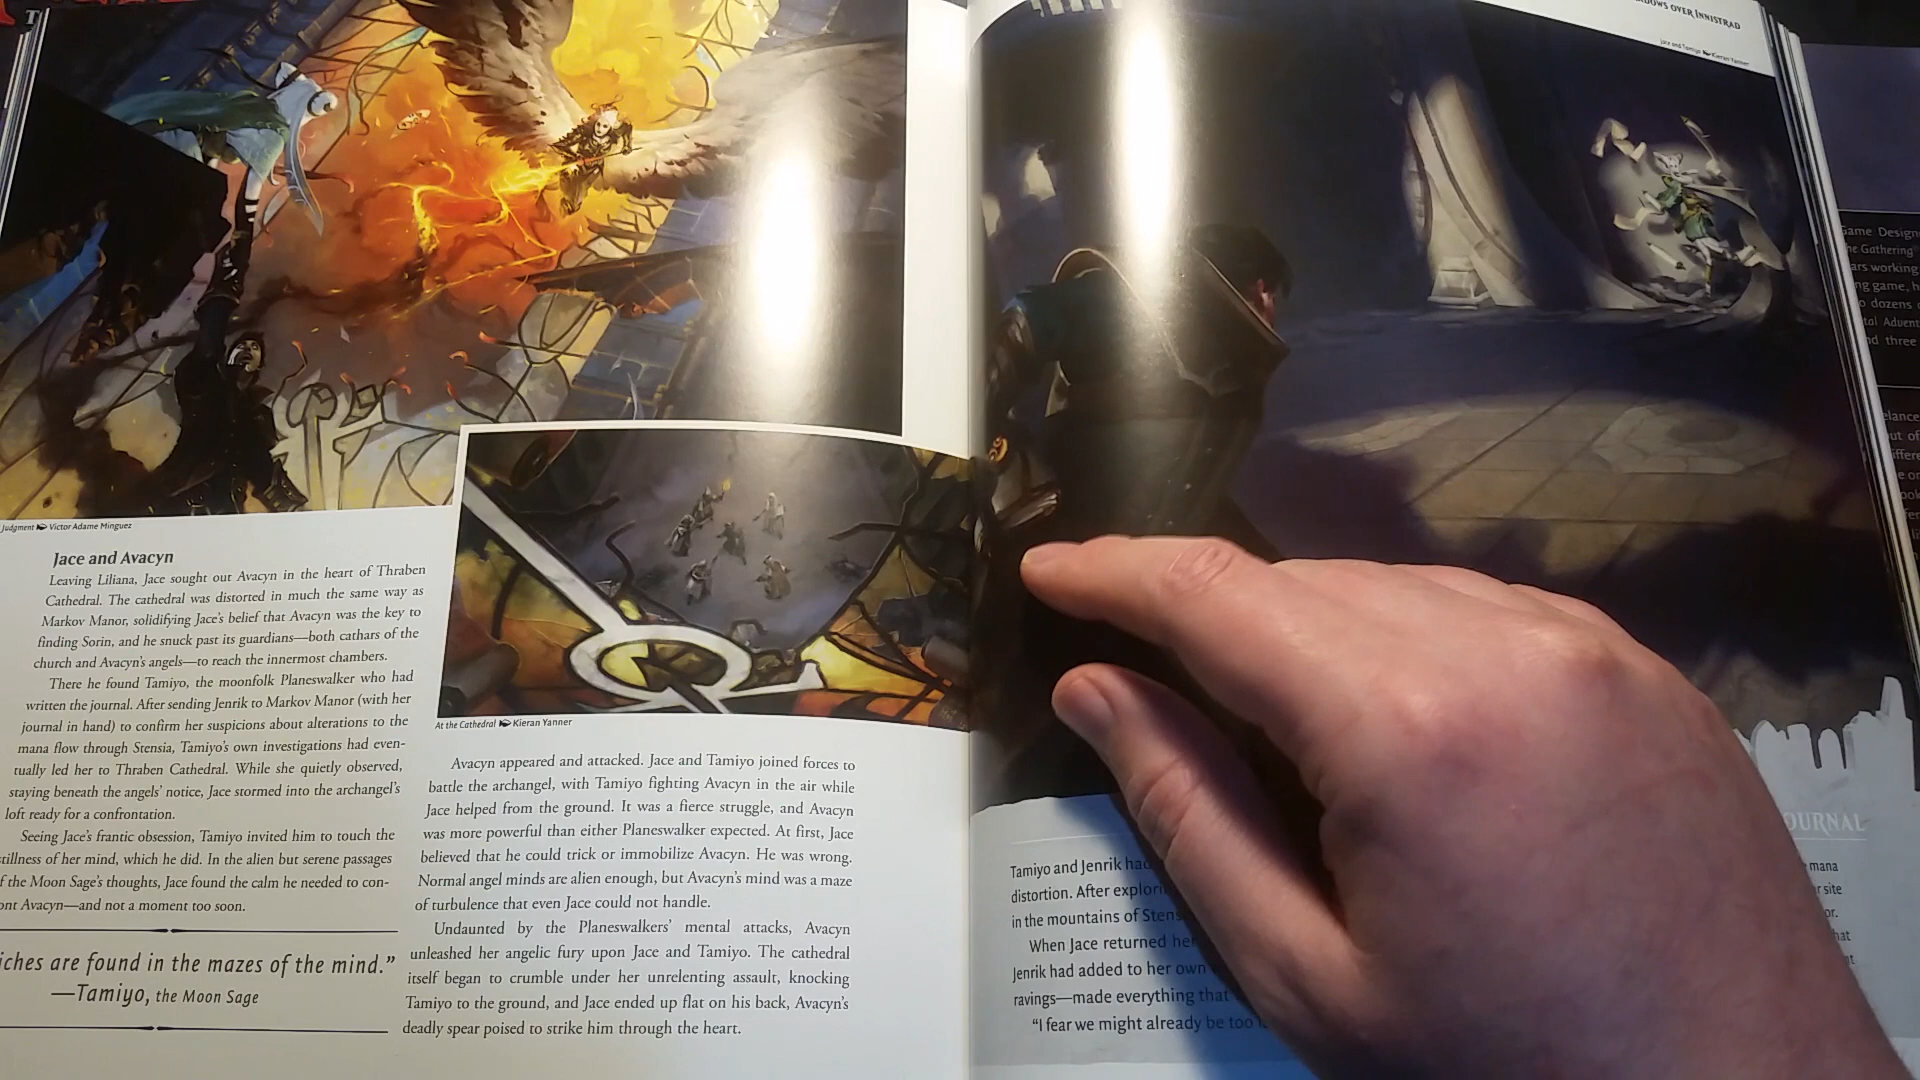 Judgment Victor Adame Minguez
Jace and Avacyn
Leaving Liliana, Jace sought out Avacyn in the heart of Thraben
Cathedral. The cathedral was distorted in much the same way as
Markov Manor, solidifying Jace's belief that Avacyn was the key to
finding Sorin, and he snuck past its guardians—both cathars of the
church and Avacyn's angels—to reach the innermost chambers.
There he found Tamiyo, the moonfolk Planeswalker who had
written the journal. After sending Jenrik to Markov Manor (with her
journal in hand) to confirm her suspicions about alterations to the
mana flow through Stensia, Tamiyo's own investigations had even-
tually led her to Thraben Cathedral. While she quietly observed,
staying beneath the angels' notice, Jace stormed into the archangel's
loft ready for a confrontation.
Seeing Jace's frantic obsession, Tamiyo invited him to touch the
tillness of her mind, which he did. In the alien but serene passages
f the Moon Sage's thoughts, Jace found the calm he needed to con-
ont Avacyn—and not a moment too soon.
iches are found in the mazes of the mind."
—Tamiyo, the Moon Sage
At the Cathedral Kieran Yanner
Avacyn appeared and attacked. Jace and Tamiyo joined forces to
battle the archangel, with Tamiyo fighting Avacyn in the air while
Jace helped from the ground. It was a fierce struggle, and Avacyn
was more powerful than either Planeswalker expected. At first, Jace
believed that he could trick or immobilize Avacyn. He was wrong.
Normal angel minds are alien enough, but Avacyn's mind was a maze
of turbulence that even Jace could not handle.
Undaunted by the Planeswalkers' mental attacks, Avacyn
unleashed her angelic fury upon Jace and Tamiyo. The cathedral
itself began to crumble under her unrelenting assault, knocking
Tamiyo to the ground, and Jace ended up flat on his back, Avacyn's
deadly spear poised to strike him through the heart.
OWS OVER INNISTRAD
Jace and Tamiyo Kieran Yanner
OURNAL
Tamiyo and Jenrik had mana
distortion. After explori r site
in the mountains of Stens or.
When Jace returned her hat
Jenrik had added to her own
ravings—made everything that
"I fear we might already be too
Game Design
he Gathering
ars working
ng game, h
o dozens
tal Advent
nd three
elance
ut of
iffere